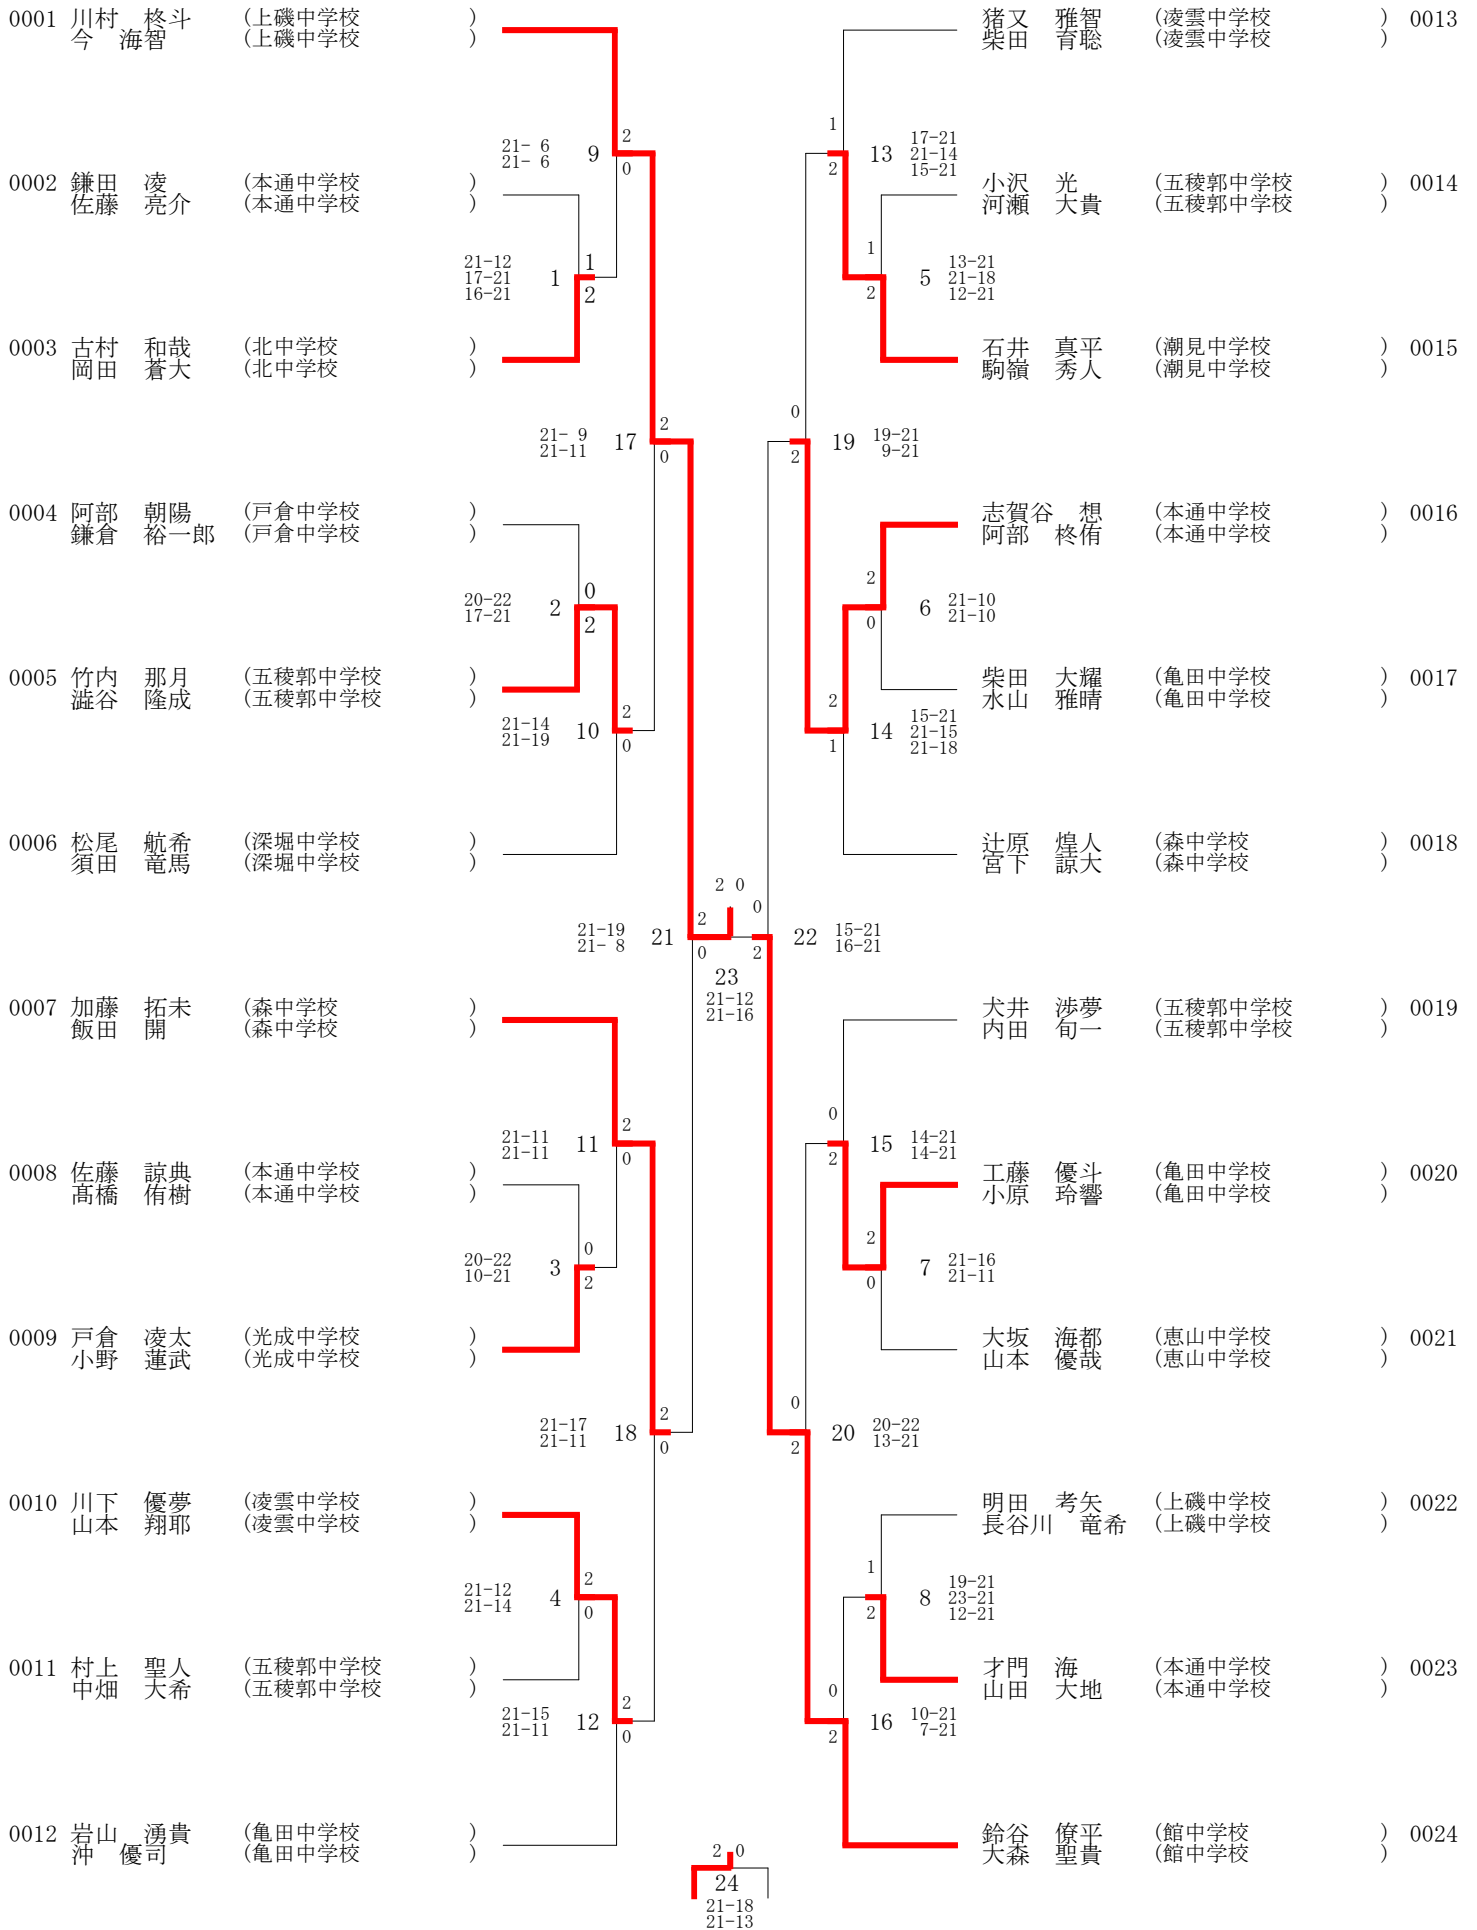 0001 川村　柊斗 (上磯中学校 )
今　海智 (上磯中学校 )
21- 6
21- 6
9
2
0
0002 鎌田　凌 (本通中学校 )
佐藤　亮介 (本通中学校 )
21-12
17-21
16-21
1
1
2
0003 古村　和哉 (北中学校 )
岡田　蒼大 (北中学校 )
21- 9
21-11
17
2
0
0004 阿部　朝陽 (戸倉中学校 )
鎌倉　裕一郎 (戸倉中学校 )
20-22
17-21
2
0
2
0005 竹内　那月 (五稜郭中学校 )
澁谷　隆成 (五稜郭中学校 )
21-14
21-19
10
2
0
0006 松尾　航希 (深堀中学校 )
須田　竜馬 (深堀中学校 )
21-19
21- 8
21
2
0
0007 加藤　拓未 (森中学校 )
飯田　開 (森中学校 )
21-11
21-11
11
2
0
0008 佐藤　諒典 (本通中学校 )
髙橋　侑樹 (本通中学校 )
20-22
10-21
3
0
2
0009 戸倉　凌太 (光成中学校 )
小野　蓮武 (光成中学校 )
21-17
21-11
18
2
0
0010 川下　優夢 (凌雲中学校 )
山本　翔耶 (凌雲中学校 )
21-12
21-14
4
2
0
0011 村上　聖人 (五稜郭中学校 )
中畑　大希 (五稜郭中学校 )
21-15
21-11
12
2
0
0012 岩山　湧貴 (亀田中学校 )
沖　優司 (亀田中学校 )
2 0
23
21-12
21-16
2 0
24
21-18
21-13
猪又　雅智 (凌雲中学校 ) 0013
柴田　育聡 (凌雲中学校 )
1
2
13
17-21
21-14
15-21
小沢　光 (五稜郭中学校 ) 0014
河瀬　大貴 (五稜郭中学校 )
1
2
5
13-21
21-18
12-21
石井　真平 (潮見中学校 ) 0015
駒嶺　秀人 (潮見中学校 )
0
2
19
19-21
9-21
志賀谷　想 (本通中学校 ) 0016
阿部　柊侑 (本通中学校 )
2
0
6
21-10
21-10
柴田　大耀 (亀田中学校 ) 0017
水山　雅晴 (亀田中学校 )
2
1
14
15-21
21-15
21-18
辻原　煌人 (森中学校 ) 0018
宮下　諒大 (森中学校 )
0
2
22
15-21
16-21
犬井　渉夢 (五稜郭中学校 ) 0019
内田　旬一 (五稜郭中学校 )
0
2
15
14-21
14-21
工藤　優斗 (亀田中学校 ) 0020
小原　玲響 (亀田中学校 )
2
0
7
21-16
21-11
大坂　海都 (恵山中学校 ) 0021
山本　優哉 (恵山中学校 )
0
2
20
20-22
13-21
明田　考矢 (上磯中学校 ) 0022
長谷川　竜希 (上磯中学校 )
1
2
8
19-21
23-21
12-21
才門　海 (本通中学校 ) 0023
山田　大地 (本通中学校 )
0
2
16
10-21
7-21
鈴谷　僚平 (館中学校 ) 0024
大森　聖貴 (館中学校 )